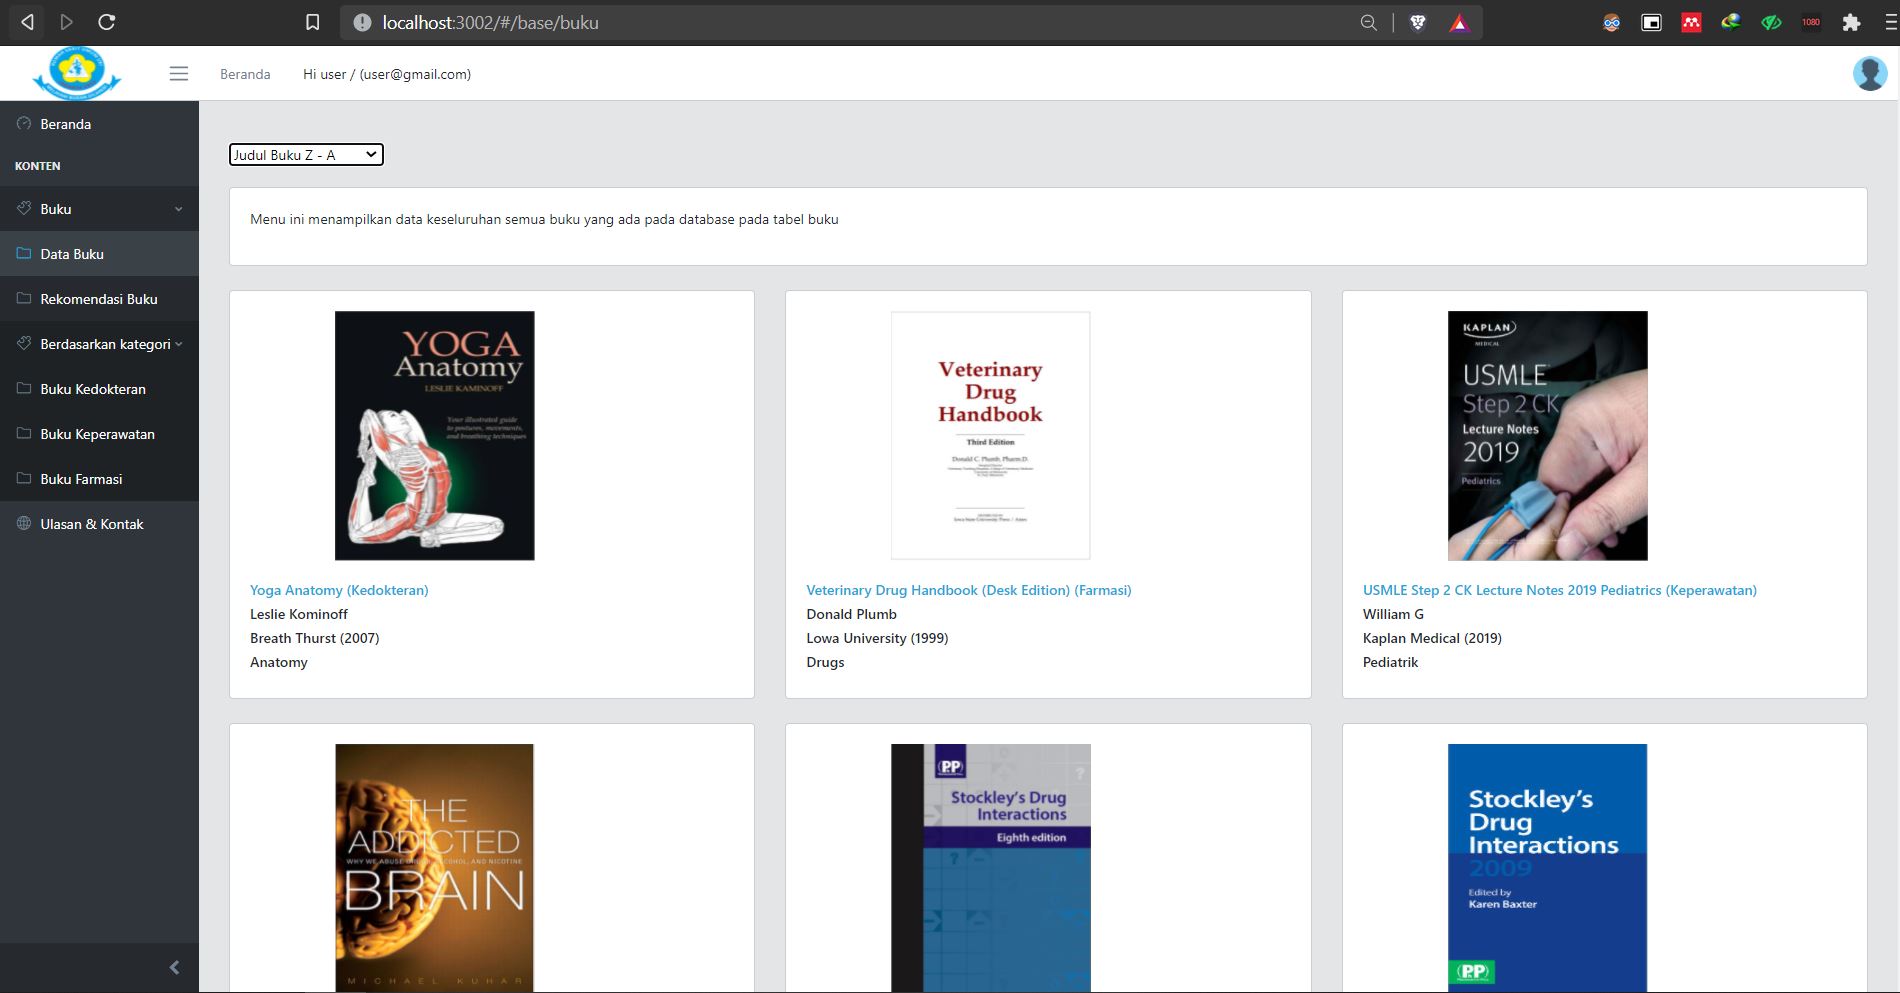 localhost:3002/#/base/buku
1080
Beranda
Hi user / (user@gmail.com)
Beranda
KONTEN
Buku
Data Buku
Rekomendasi Buku
Berdasarkan kategori
Buku Kedokteran
Buku Keperawatan
Buku Farmasi
Ulasan & Kontak
Judul Buku Z - A
Menu ini menampilkan data keseluruhan semua buku yang ada pada database pada tabel buku
YOGA
Anatomy
LESLIE KAMINOFF
Your illustrated guide
to postures, movements,
and breathing techniques
Yoga Anatomy (Kedokteran)
Leslie Kominoff
Breath Thurst (2007)
Anatomy
Veterinary
Drug
Handbook
Third Edition
Donald C. Plumb, Pharm.D.
Iowa State University Press / Ames
Veterinary Drug Handbook (Desk Edition) (Farmasi)
Donald Plumb
Lowa University (1999)
Drugs
KAPLAN
MEDICAL
USMLE
Step 2 CK
Lecture Notes
2019
Pediatrics
USMLE Step 2 CK Lecture Notes 2019 Pediatrics (Keperawatan)
William G
Kaplan Medical (2019)
Pediatrik
THE
ADDICTED
WHY WE ABUSE DRUGS, ALCOHOL, AND NICOTINE
BRAIN
MICHAEL KUHAR
(PP)
Stockley's Drug
Interactions
Eighth edition
Stockley's
Drug
Interactions
2009
Edited by
Karen Baxter
(PP)